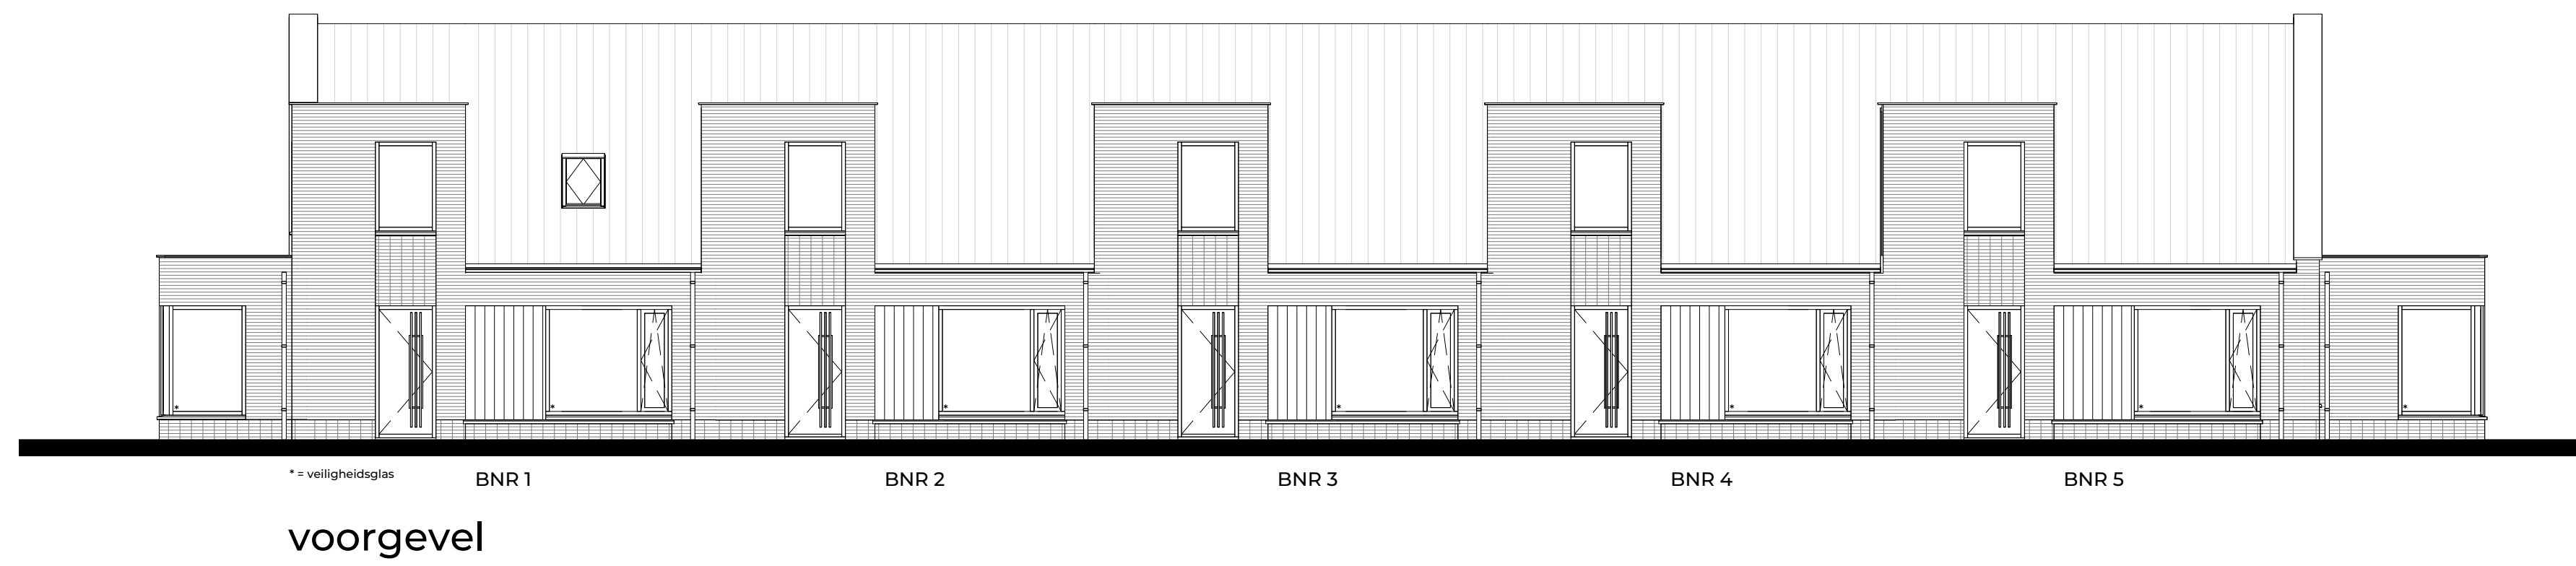 * = veiligheidsglas
BNR 1
BNR 2
BNR 3
BNR 4
BNR 5
voorgevel